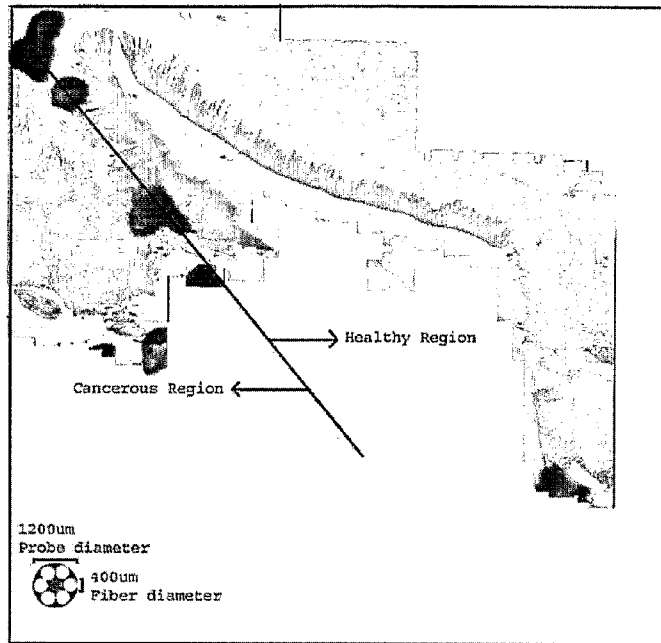 Healthy Region
Cancerous Region
1200um
Probe diameter
400um
Fiber diameter